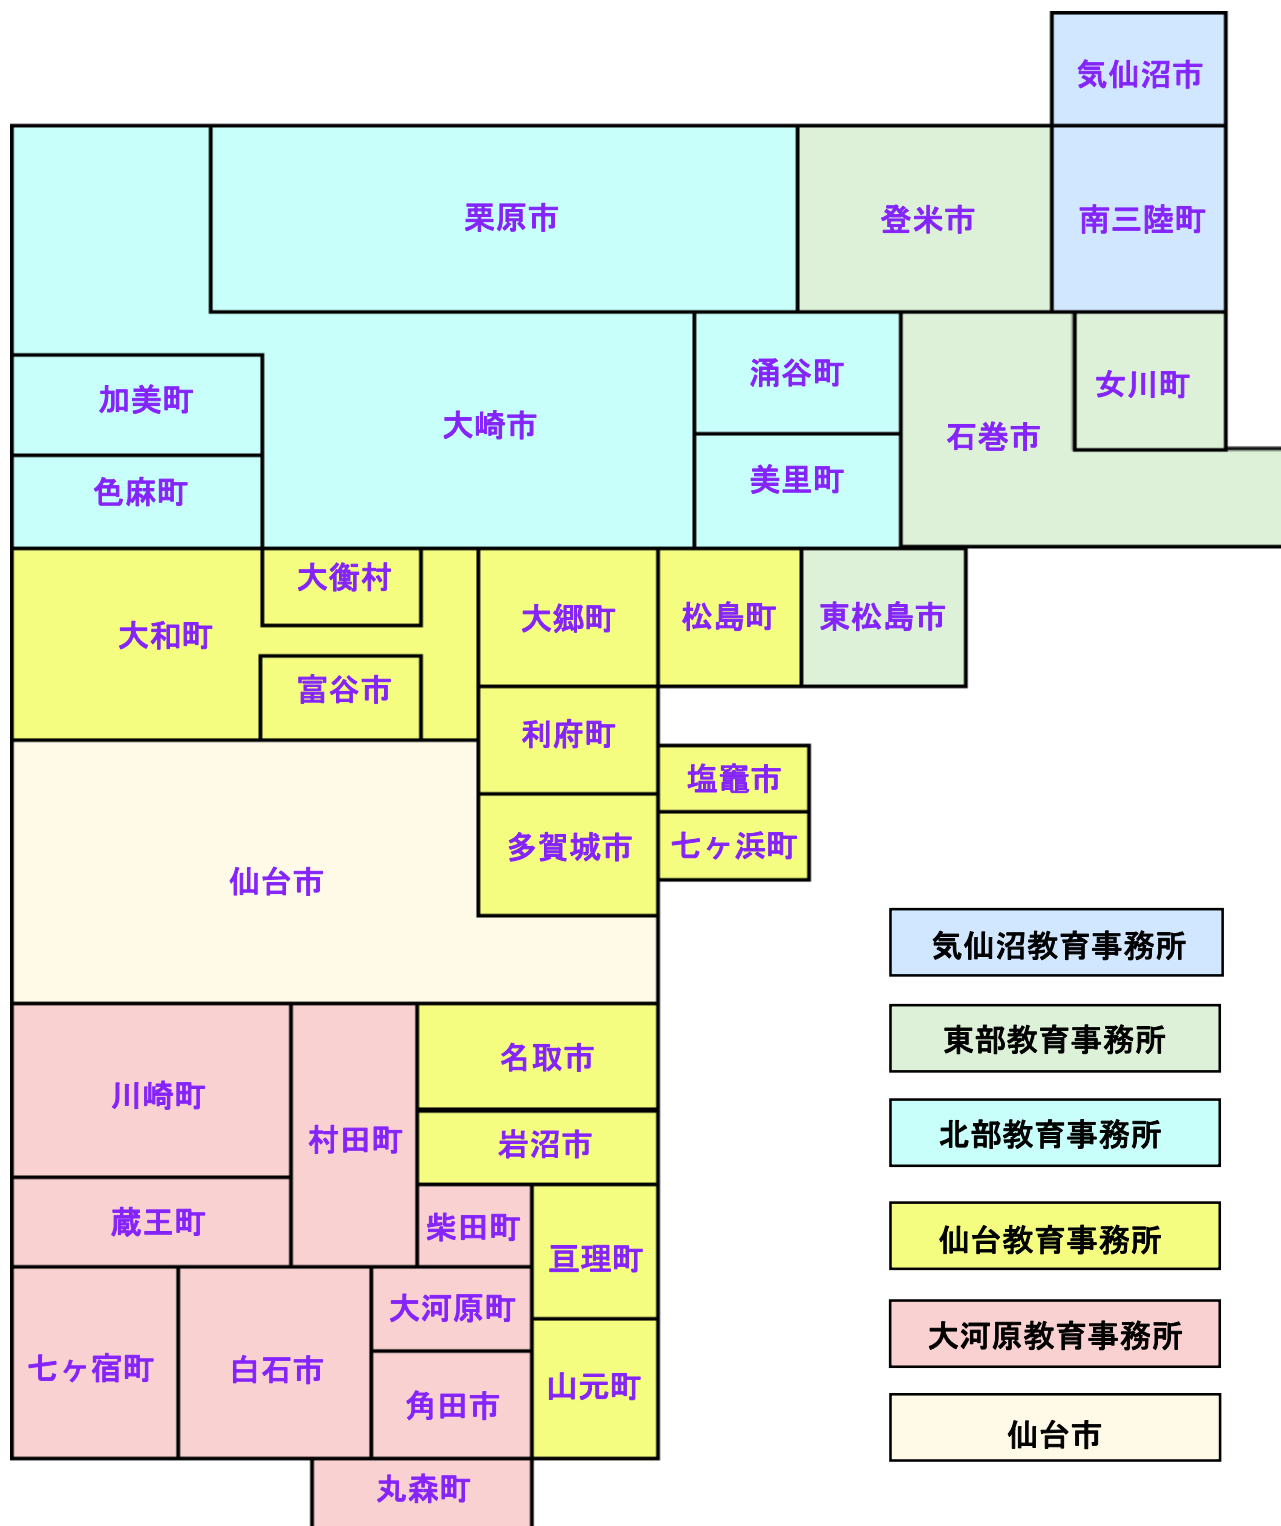 気仙沼市
栗原市
登米市
南三陸町
加美町
大崎市
涌谷町
女川町
石巻市
色麻町
美里町
大衡村
大和町
大郷町
松島町
東松島市
富谷市
利府町
塩竈市
多賀城市
七ヶ浜町
仙台市
名取市
川崎町
村田町
岩沼市
蔵王町
柴田町
亘理町
大河原町
七ヶ宿町
白石市
角田市
山元町
丸森町
気仙沼教育事務所
東部教育事務所
北部教育事務所
仙台教育事務所
大河原教育事務所
仙台市